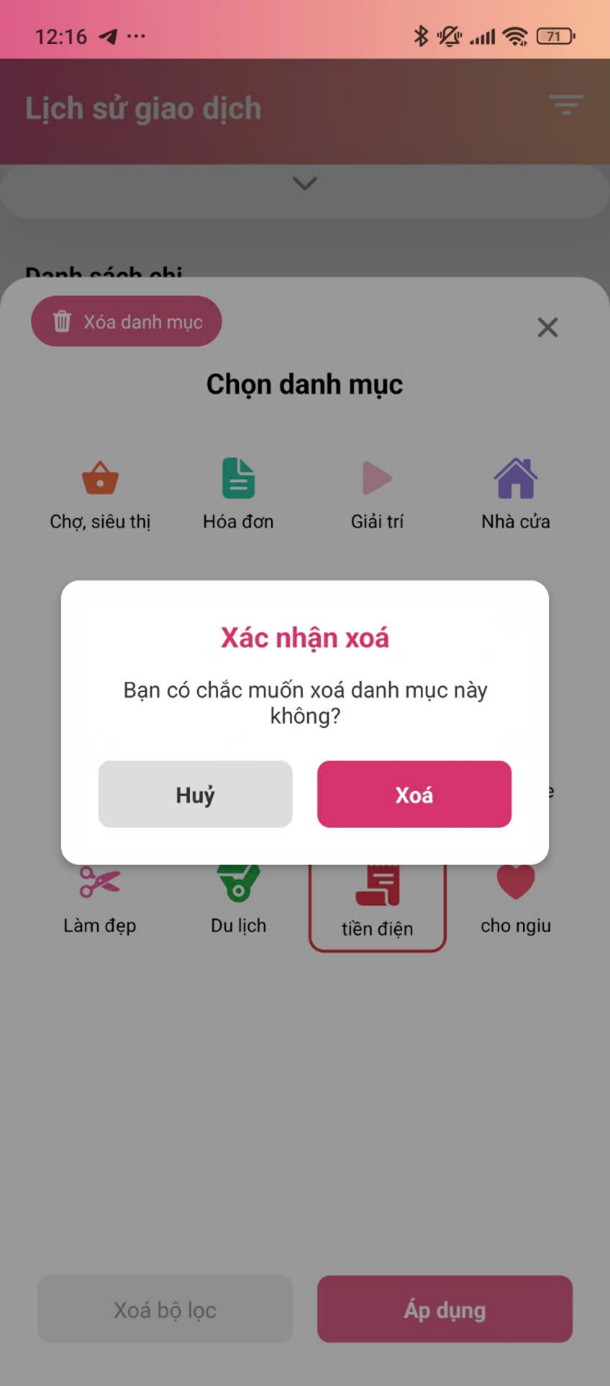 12:16
71
Lịch sử giao dịch
Danh sách chi
Xóa danh mục
Chọn danh mục
Chợ, siêu thị
Hóa đơn
Giải trí
Nhà cửa
Xác nhận xoá
Bạn có chắc muốn xoá danh mục này
không?
Huỷ
Xoá
e
Làm đẹp
Du lịch
tiền điện
cho ngiu
Xoá bộ lọc
Áp dụng